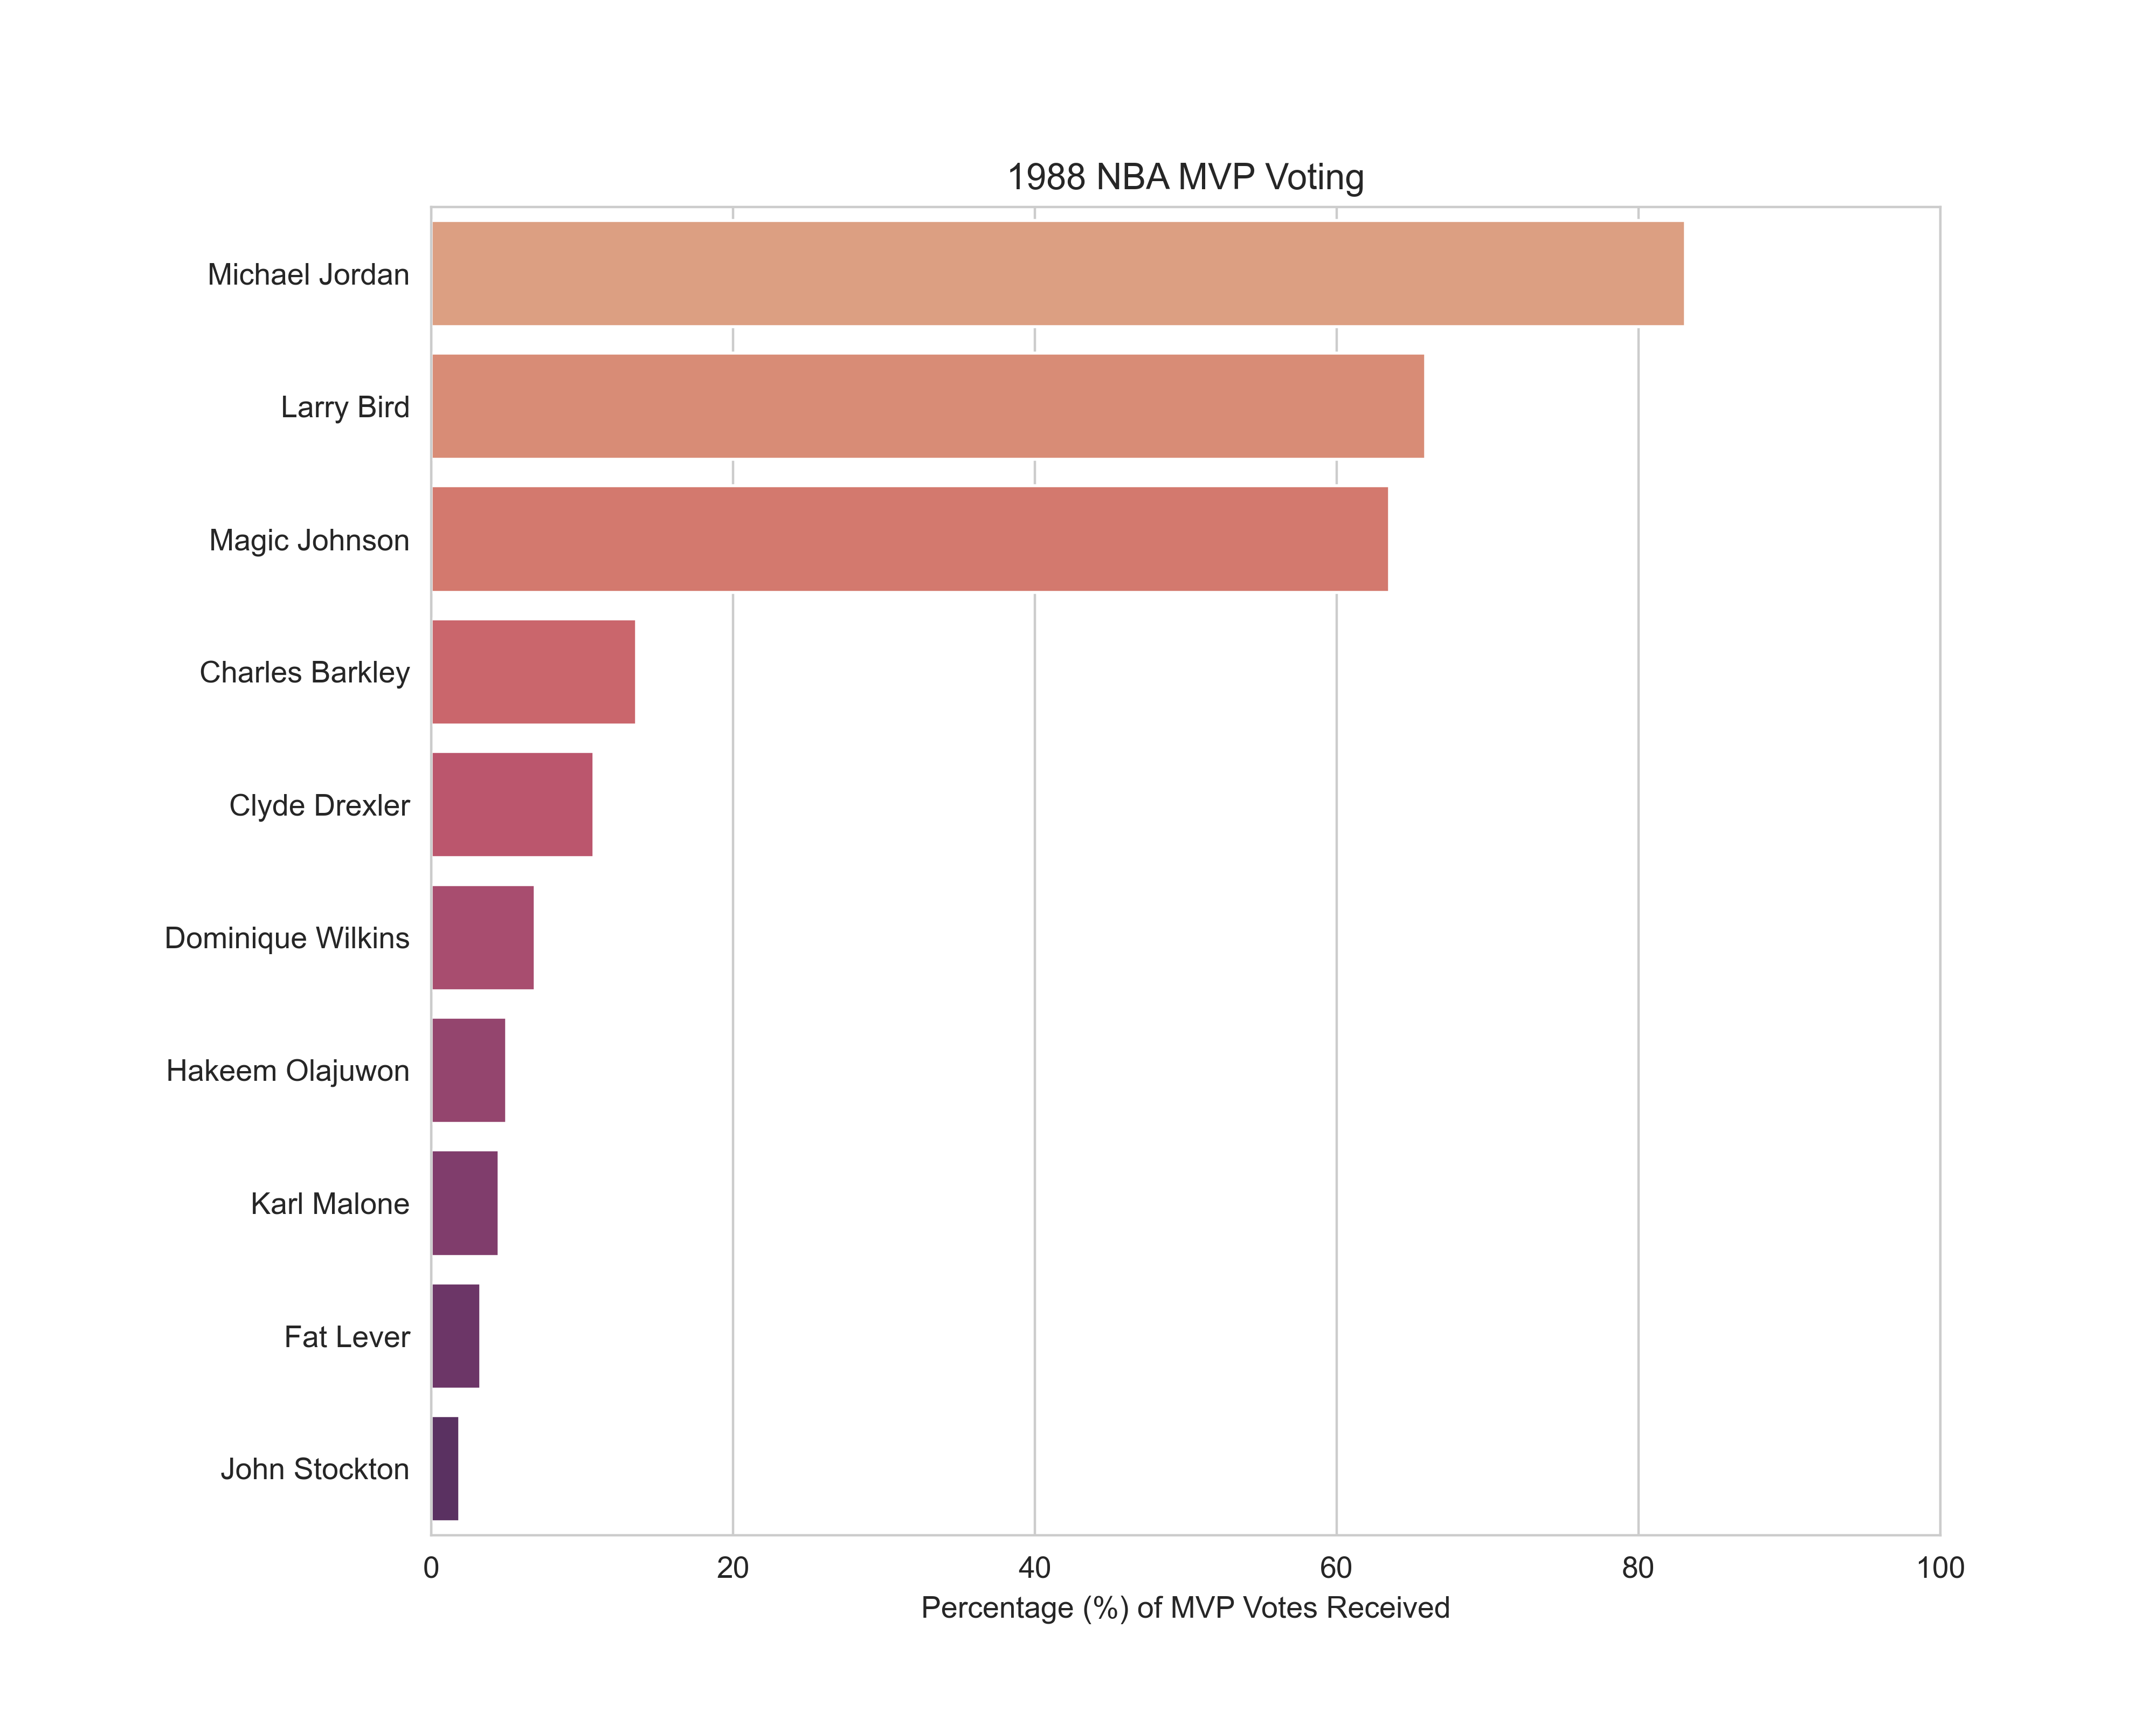 1988 NBA MVP Voting
Michael Jordan
Larry Bird
Magic Johnson
Charles Barkley
Clyde Drexler
Dominique Wilkins
Hakeem Olajuwon
Karl Malone
Fat Lever
John Stockton
0 20 40 60 80 100
Percentage (%) of MVP Votes Received